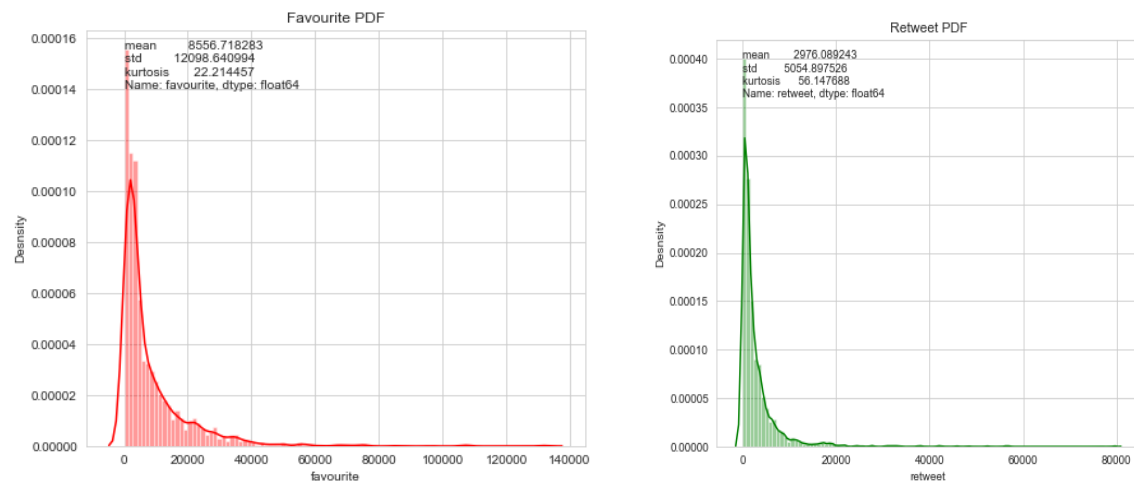 Favourite PDF
mean 8556.718283
std 12098.640994
kurtosis 22.214457
Name: favourite, dtype: float64
0.00016
0.00014
0.00012
0.00010
0.00008
0.00006
0.00004
0.00002
0.00000
Desnsity
0 20000 40000 60000 80000 100000 120000 140000
favourite
Retweet PDF
mean 2976.089243
std 5054.897526
kurtosis 56.147688
Name: retweet, dtype: float64
0.00040
0.00035
0.00030
0.00025
0.00020
0.00015
0.00010
0.00005
0.00000
Desnsity
0 20000 40000 60000 80000
retweet